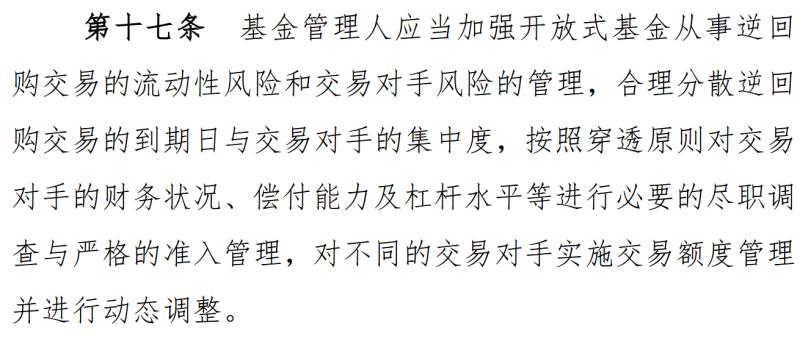 第十七条 基金管理人应当加强开放式基金从事逆回
购交易的流动性风险和交易对手风险的管理，合理分散逆回
购交易的到期日与交易对手的集中度，按照穿透原则对交易
对手的财务状况、偿付能力及杠杆水平等进行必要的尽职调
查与严格的准入管理，对不同的交易对手实施交易额度管理
并进行动态调整。